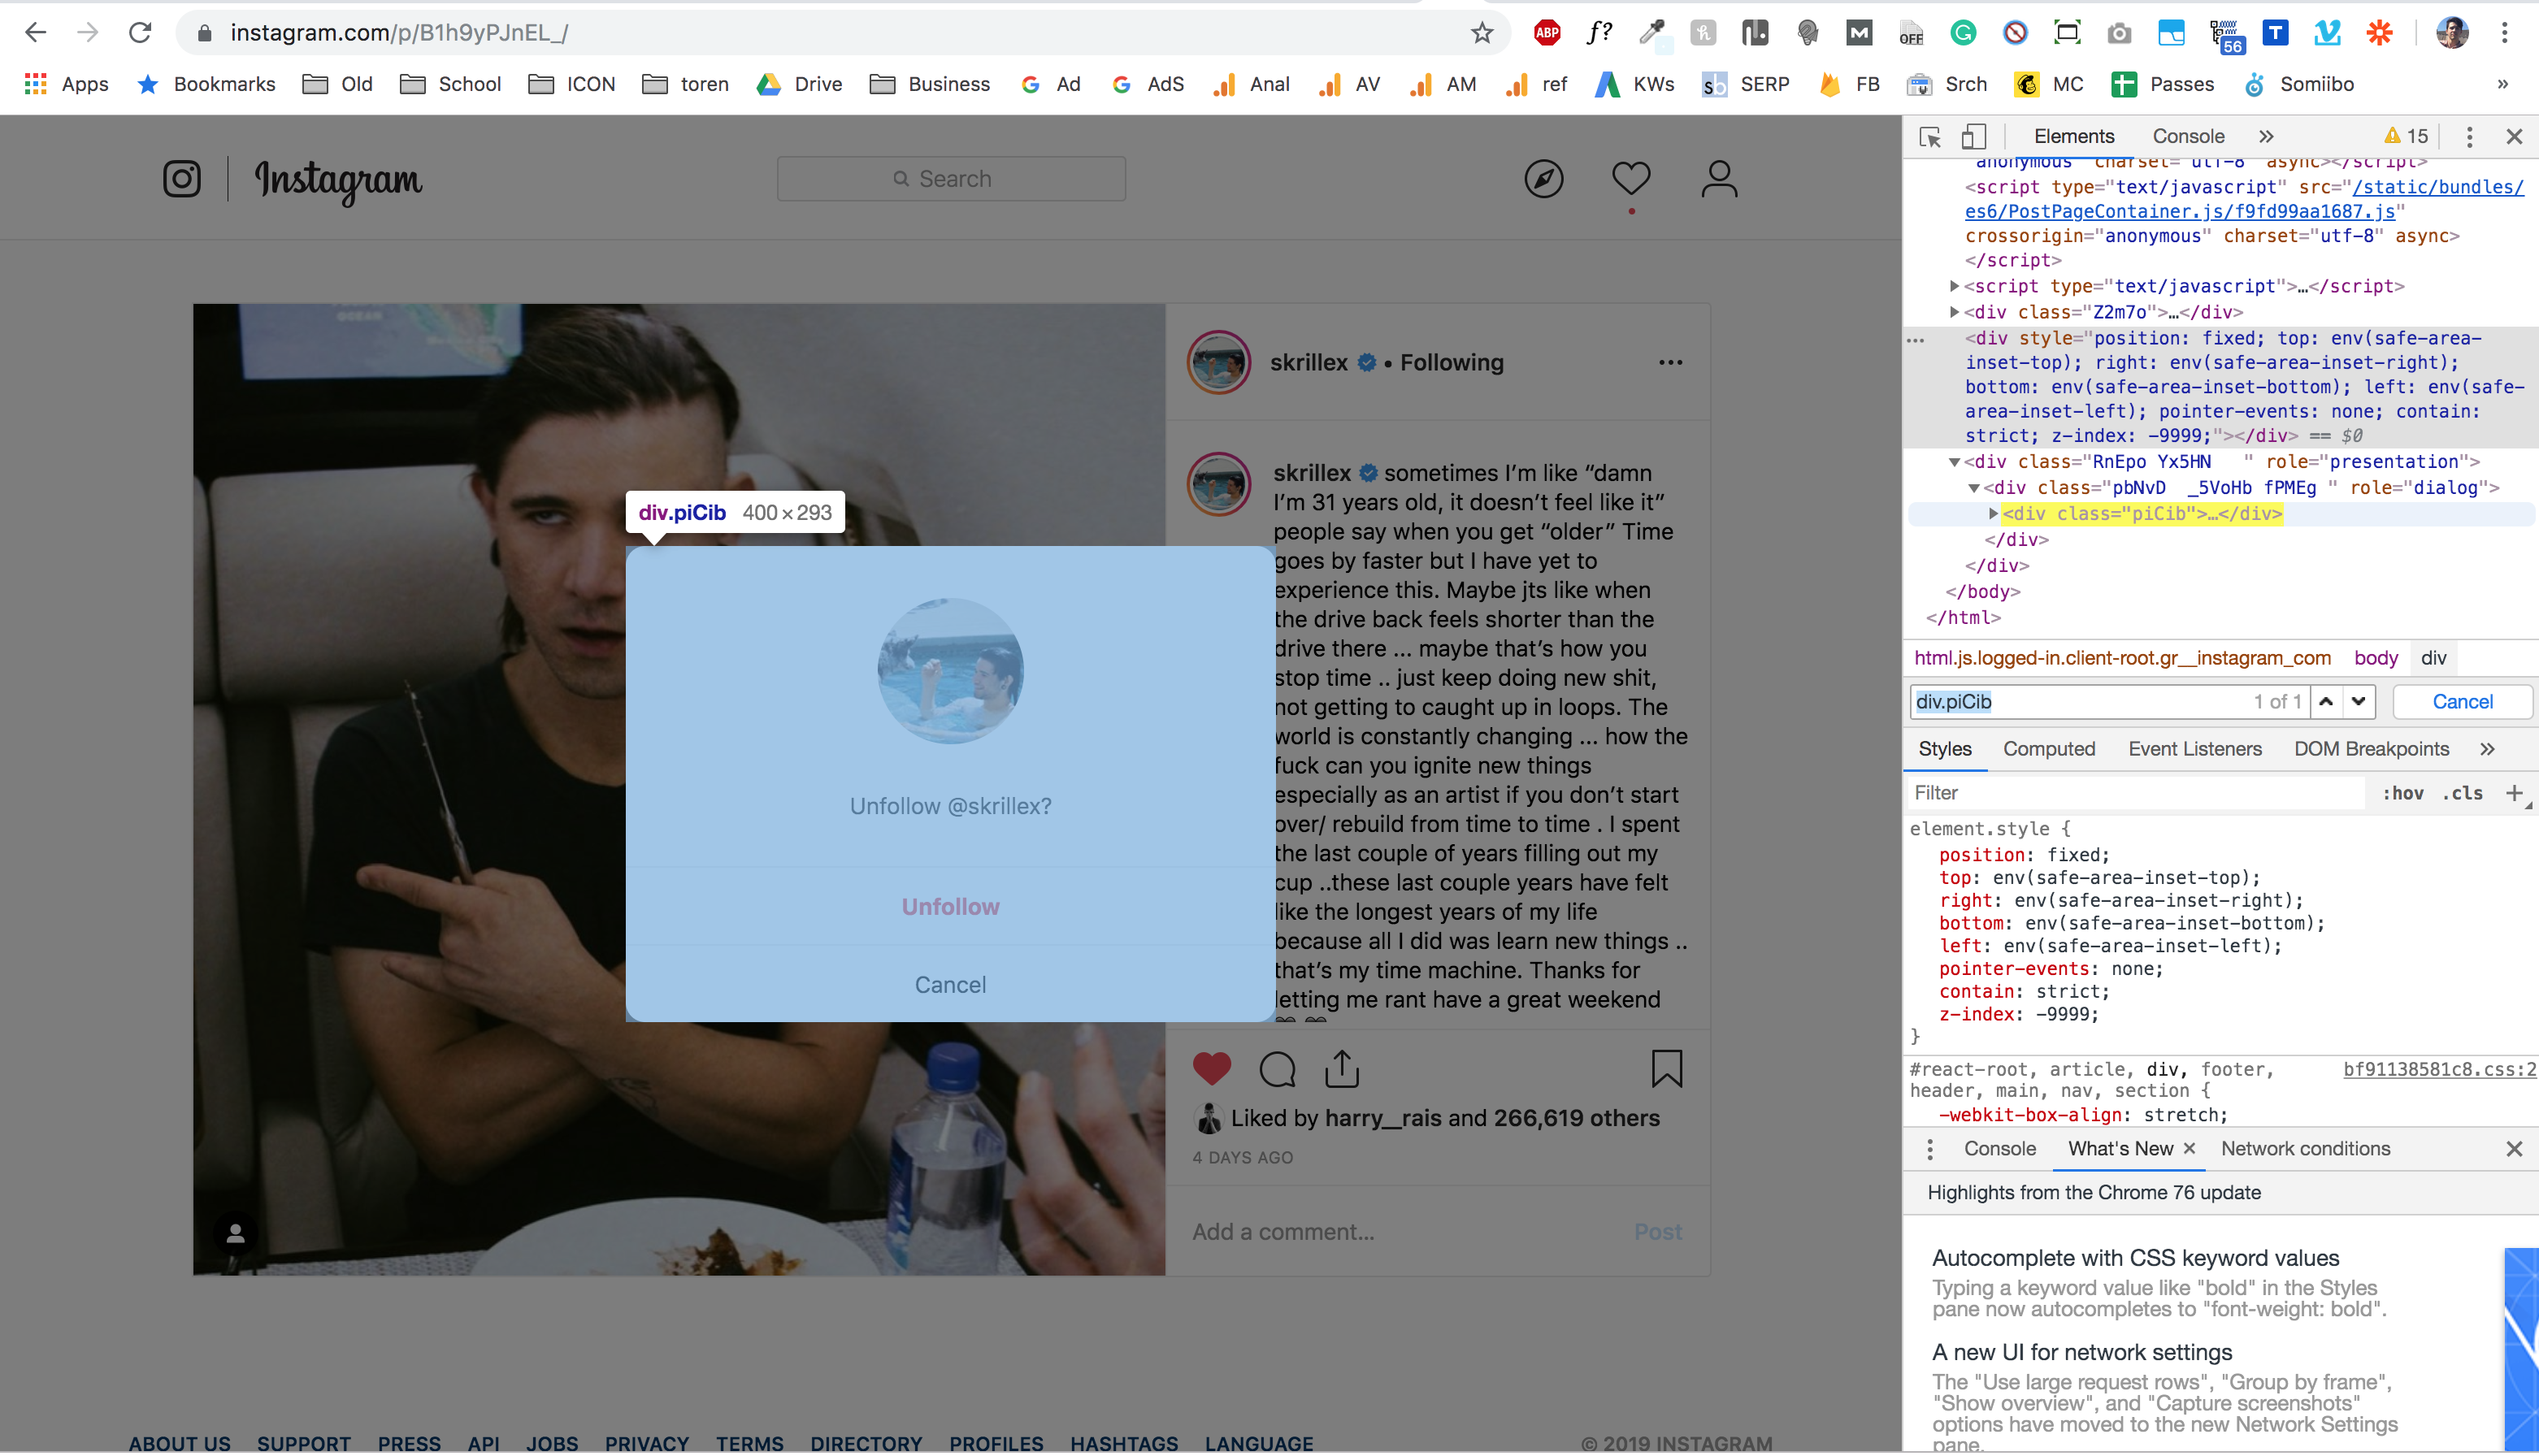 instagram.com/p/B1h9yPJnEL_/
ABP
f?
OFF
56
T
Apps
Bookmarks
Old
School
ICON
toren
Drive
Business
Ad
AdS
Anal
AV
AM
ref
KWs
sb
SERP
FB
Srch
MC
Passes
Somiibo
»
Instagram
Search
skrillex • Following
skrillex sometimes I’m like “damn
I’m 31 years old, it doesn’t feel like it”
people say when you get “older” Time
goes by faster but I have yet to
experience this. Maybe jts like when
the drive back feels shorter than the
drive there ... maybe that’s how you
stop time .. just keep doing new shit,
not getting to caught up in loops. The
world is constantly changing ... how the
fuck can you ignite new things
especially as an artist if you don’t start
over/ rebuild from time to time . I spent
the last couple of years filling out my
cup ..these last couple years have felt
like the longest years of my life
because all I did was learn new things ..
that’s my time machine. Thanks for
letting me rant have a great weekend
div.piCib 400×293
Unfollow @skrillex?
Unfollow
Cancel
Liked by harry__rais and 266,619 others
4 DAYS AGO
Add a comment...
Post
ABOUT US
SUPPORT
PRESS
API
JOBS
PRIVACY
TERMS
DIRECTORY
PROFILES
HASHTAGS
LANGUAGE
© 2019 INSTAGRAM
Elements
Console
»
15
anonymous" charset="utf-8" async></script>
<script type="text/javascript" src="/static/bundles/
es6/PostPageContainer.js/f9fd99aa1687.js"
crossorigin="anonymous" charset="utf-8" async>
</script>
<script type="text/javascript">…</script>
<div class="Z2m7o">…</div>
<div style="position: fixed; top: env(safe-area-
inset-top); right: env(safe-area-inset-right);
bottom: env(safe-area-inset-bottom); left: env(safe-
area-inset-left); pointer-events: none; contain:
strict; z-index: -9999;"></div> == $0
<div class="RnEpo Yx5HN   " role="presentation">
<div class="pbNvD  _5VoHb fPMEg " role="dialog">
<div class="piCib">…</div>
</div>
</div>
</body>
</html>
html.js.logged-in.client-root.gr__instagram_com
body
div
div.piCib
1 of 1
Cancel
Styles
Computed
Event Listeners
DOM Breakpoints
»
Filter
:hov
.cls
+
element.style {
position: fixed;
top: env(safe-area-inset-top);
right: env(safe-area-inset-right);
bottom: env(safe-area-inset-bottom);
left: env(safe-area-inset-left);
pointer-events: none;
contain: strict;
z-index: -9999;
}
#react-root, article, div, footer, bf91138581c8.css:2
header, main, nav, section {
-webkit-box-align: stretch;
Console
What's New
Network conditions
Highlights from the Chrome 76 update
Autocomplete with CSS keyword values
Typing a keyword value like "bold" in the Styles
pane now autocompletes to "font-weight: bold".
A new UI for network settings
The "Use large request rows", "Group by frame",
"Show overview", and "Capture screenshots"
options have moved to the new Network Settings
pane.